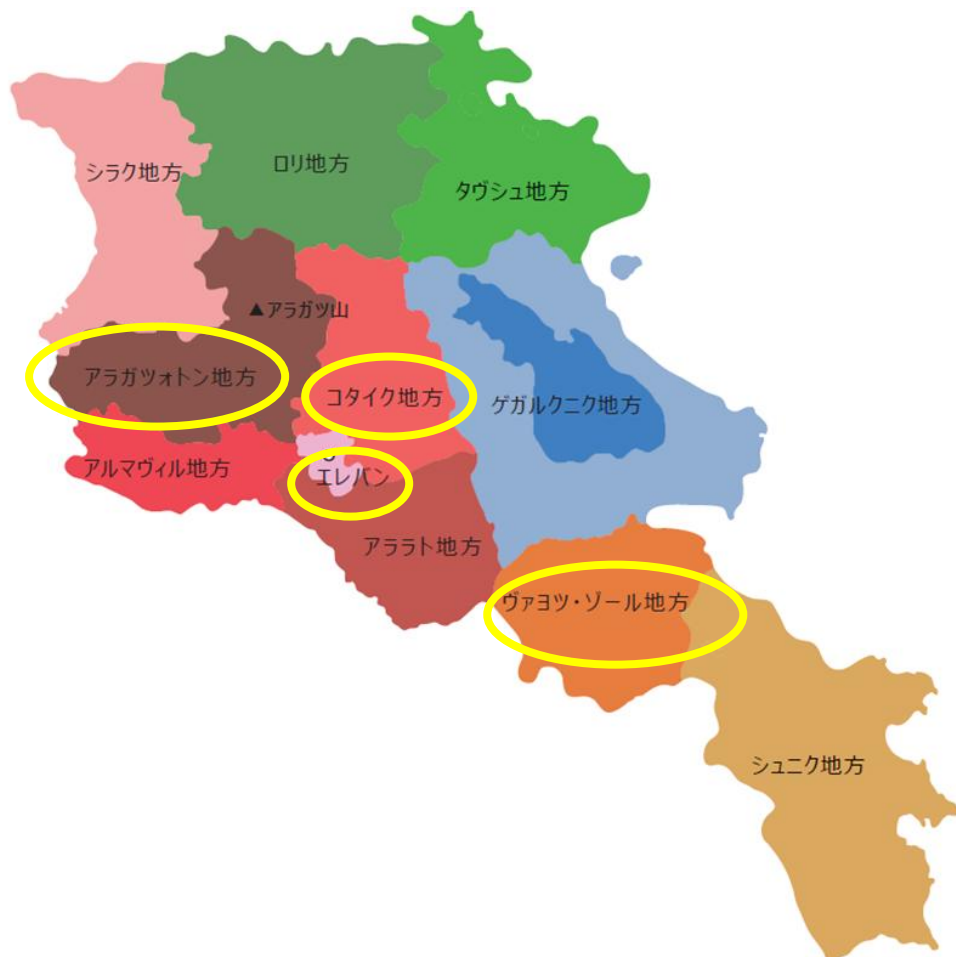 シラク地方
ロリ地方
タヴシュ地方
▲アラガツ山
アラガツォトン地方
コタイク地方
ゲガルクニク地方
アルマヴィル地方
エレバン
アララト地方
ヴァヨツ・ゾール地方
シュニク地方